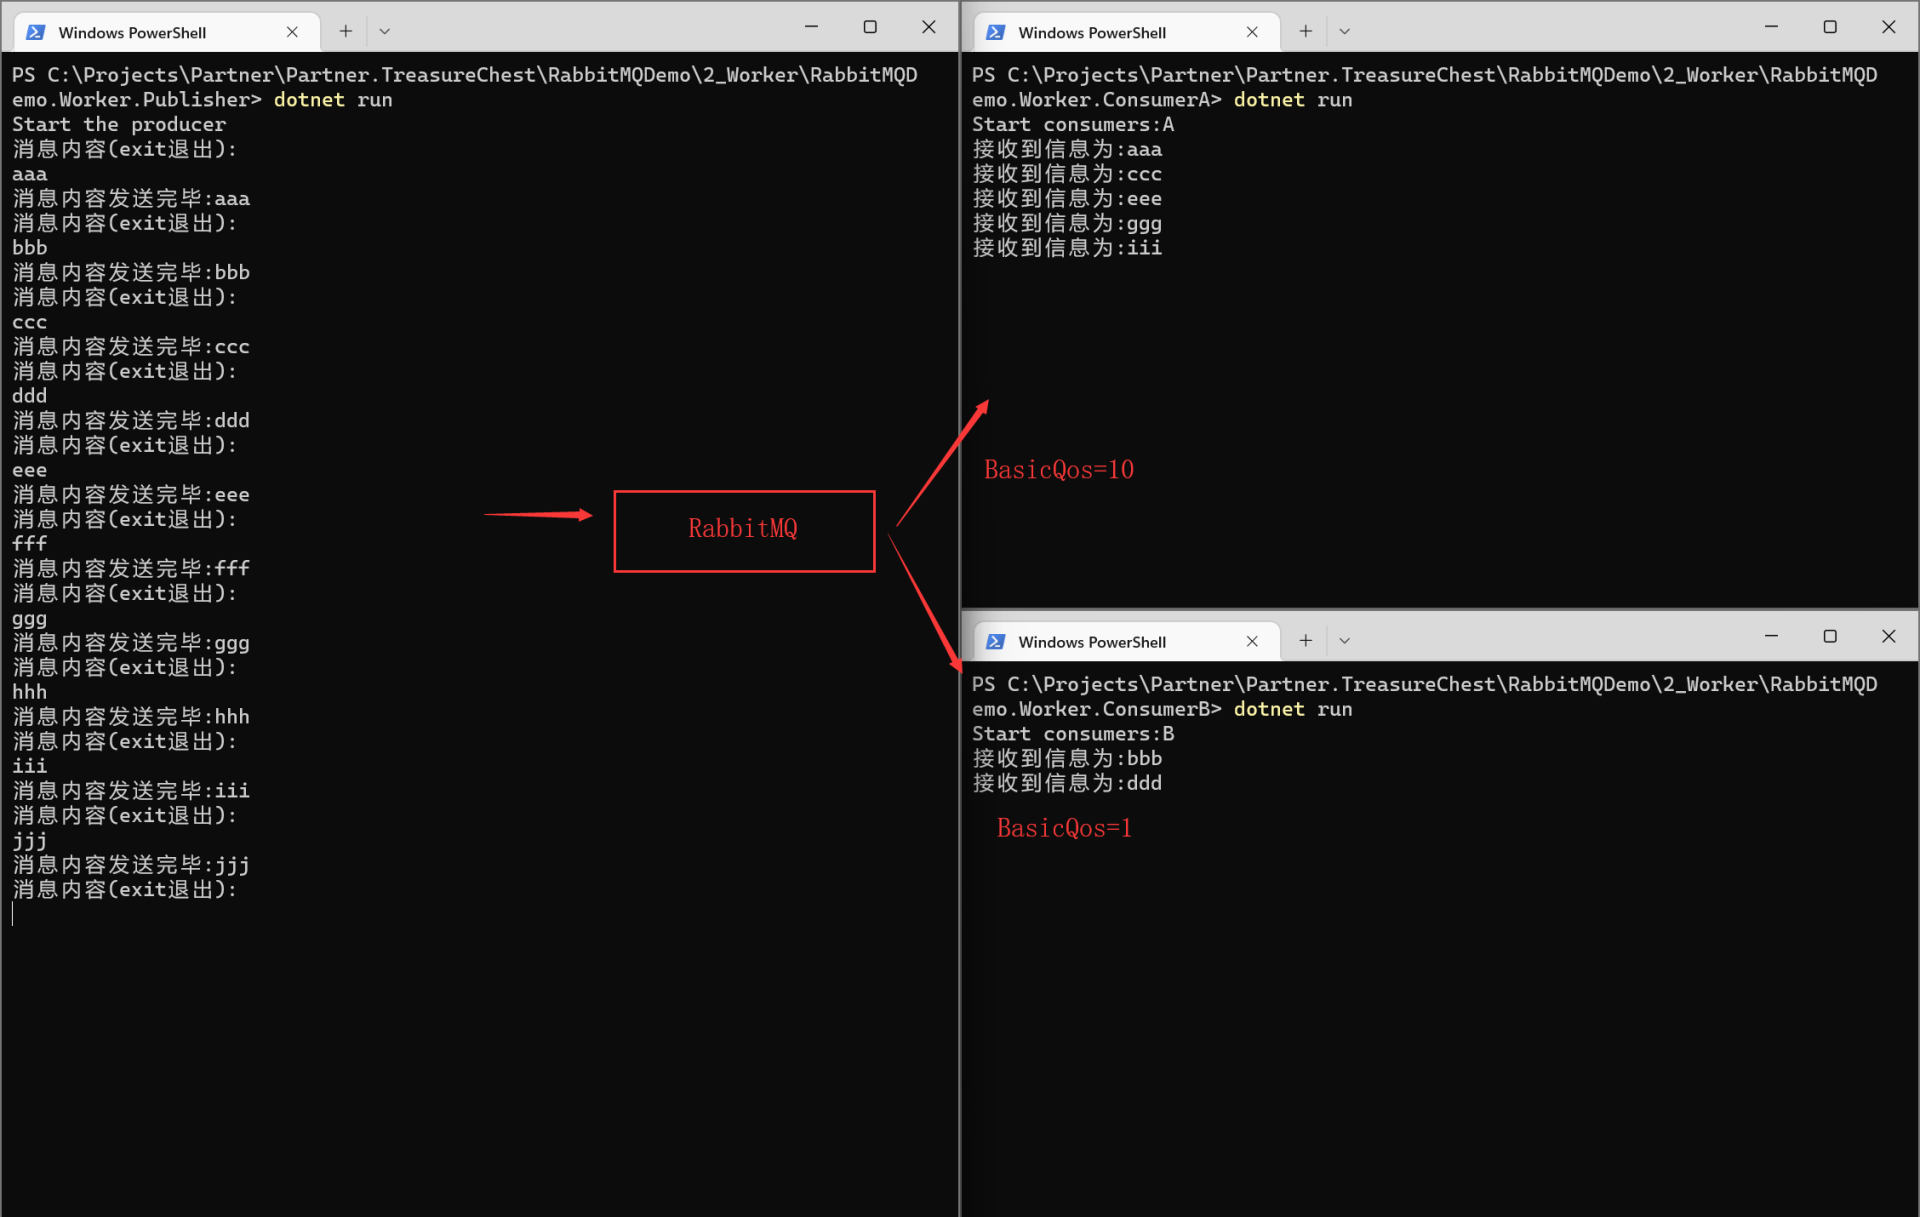 Windows PowerShell
PS C:\Projects\Partner\Partner.TreasureChest\RabbitMQDemo\2_Worker\RabbitMQD
emo.Worker.Publisher> dotnet run
Start the producer
消息内容(exit退出):
aaa
消息内容发送完毕:aaa
消息内容(exit退出):
bbb
消息内容发送完毕:bbb
消息内容(exit退出):
ccc
消息内容发送完毕:ccc
消息内容(exit退出):
ddd
消息内容发送完毕:ddd
消息内容(exit退出):
eee
消息内容发送完毕:eee
消息内容(exit退出):
fff
消息内容发送完毕:fff
消息内容(exit退出):
ggg
消息内容发送完毕:ggg
消息内容(exit退出):
hhh
消息内容发送完毕:hhh
消息内容(exit退出):
iii
消息内容发送完毕:iii
消息内容(exit退出):
jjj
消息内容发送完毕:jjj
消息内容(exit退出):
RabbitMQ
Windows PowerShell
PS C:\Projects\Partner\Partner.TreasureChest\RabbitMQDemo\2_Worker\RabbitMQD
emo.Worker.ConsumerA> dotnet run
Start consumers:A
接收到信息为:aaa
接收到信息为:ccc
接收到信息为:eee
接收到信息为:ggg
接收到信息为:iii
BasicQos=10
Windows PowerShell
PS C:\Projects\Partner\Partner.TreasureChest\RabbitMQDemo\2_Worker\RabbitMQD
emo.Worker.ConsumerB> dotnet run
Start consumers:B
接收到信息为:bbb
接收到信息为:ddd
BasicQos=1